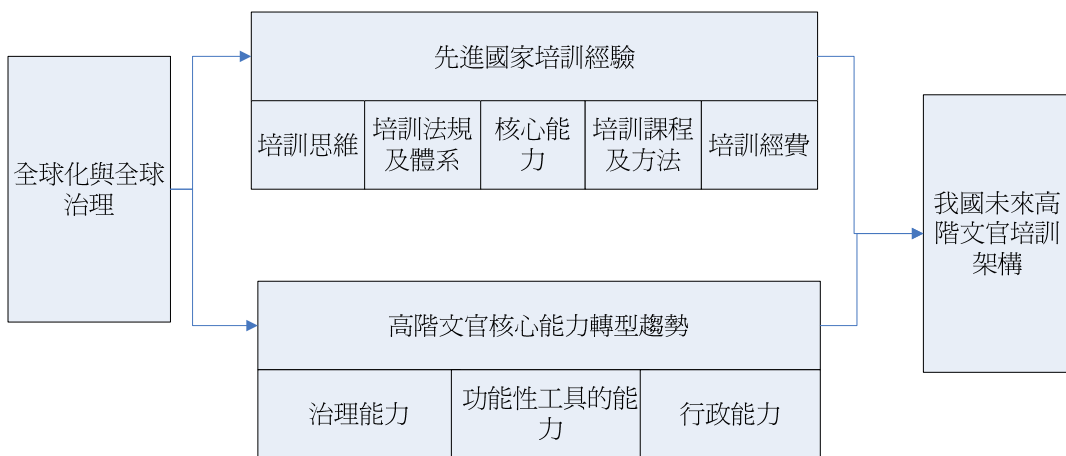 先進國家培訓經驗
培訓思維
培訓法規
及體系
核心能
力
培訓課程
及方法
培訓經費
全球化與全球
治理
我國未來高
階文官培訓
架構
高階文官核心能力轉型趨勢
治理能力
功能性工具的能
力
行政能力